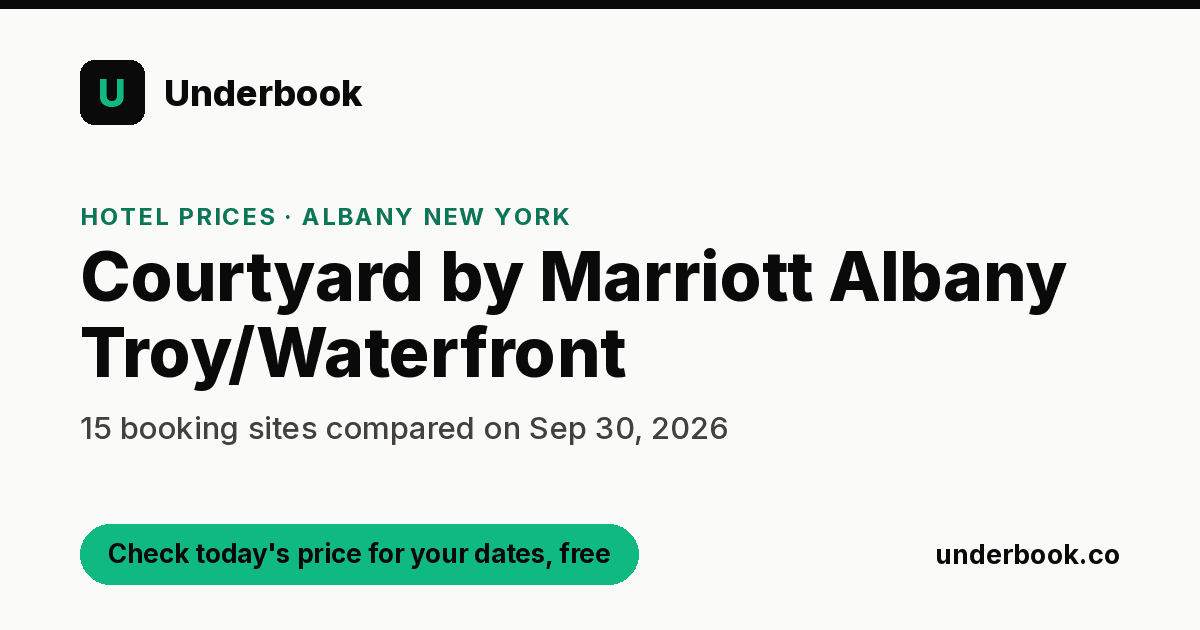 U Underbook
HOTEL PRICES · ALBANY NEW YORK
Courtyard by Marriott Albany
Troy/Waterfront
15 booking sites compared on Sep 30, 2026
Check today's price for your dates, free
underbook.co